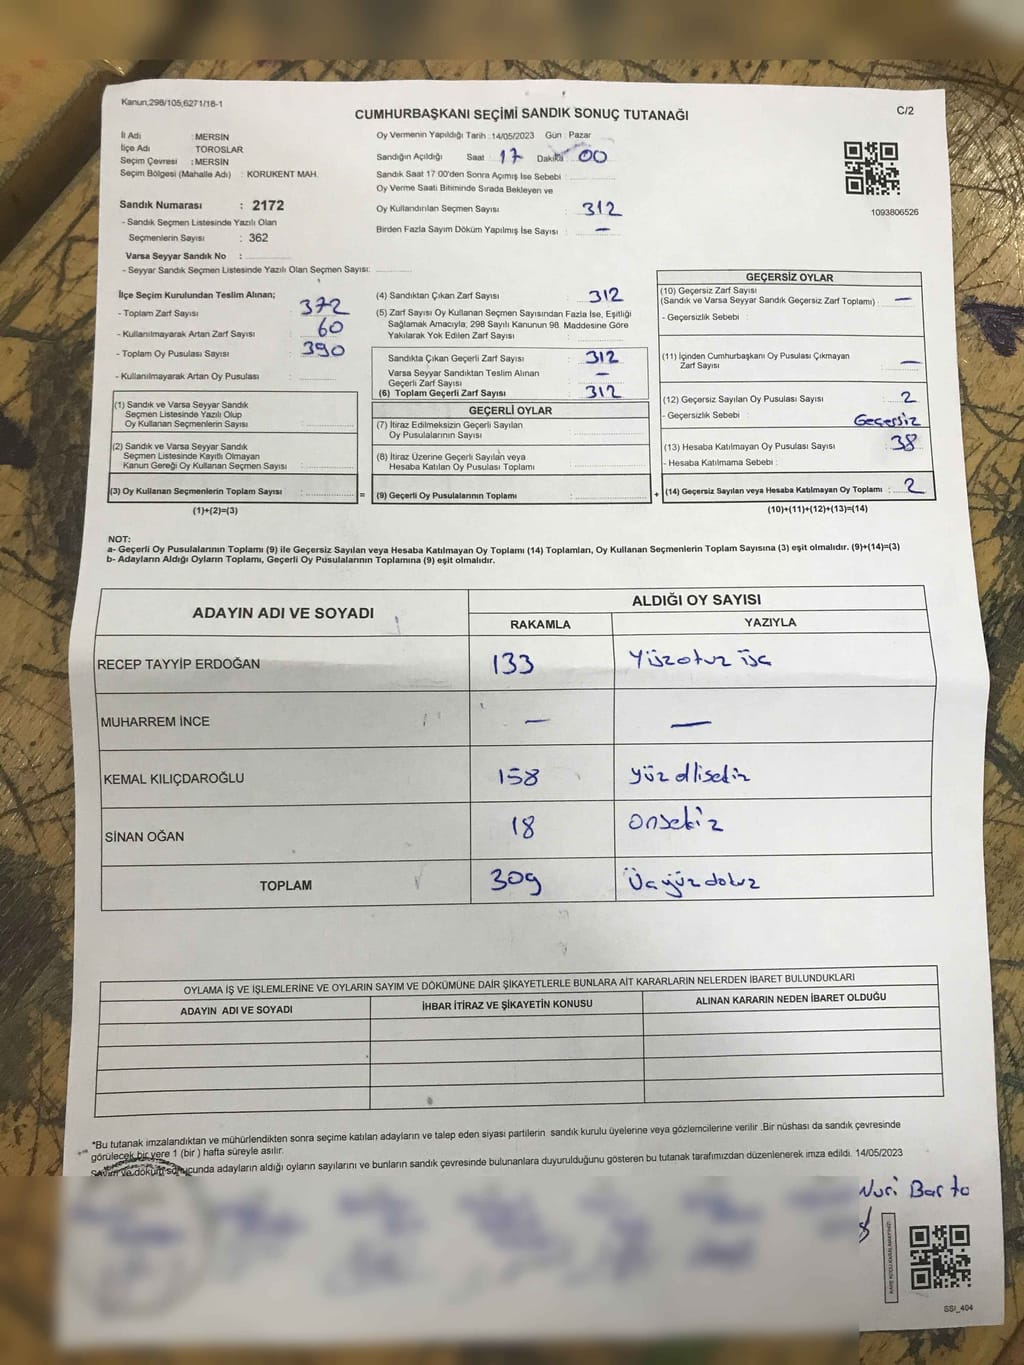 Kanun,298/105,6271/18-1
CUMHURBAŞKANI SEÇİMİ SANDIK SONUÇ TUTANAĞI
C/2
İl Adı : MERSİN
İlçe Adı : TOROSLAR
Seçim Çevresi : MERSİN
Seçim Bölgesi (Mahalle Adı) : KORUKENT MAH.
Oy Vermenin Yapıldığı Tarih : 14/05/2023 Gün : Pazar
Sandığın Açıldığı Saat : 17 Dakika : 00
Sandık Saat 17 00'den Sonra Açımış Ise Sebebi :
Oy Verme Saati Bitiminde Sırada Bekleyen ve
Oy Kullandırılan Seçmen Sayısı : 312
Birden Fazla Sayım Döküm Yapılmış İse Sayısı : —
1093806526
Sandık Numarası : 2172
- Sandık Seçmen Listesinde Yazılı Olan
Seçmenlerin Sayısı : 362
Varsa Seyyar Sandık No :
- Seyyar Sandık Seçmen Listesinde Yazılı Olan Seçmen Sayısı:
İlçe Seçim Kurulundan Teslim Alınan;
- Toplam Zarf Sayısı : 372
- Kullanılmayarak Artan Zarf Sayısı : 60
- Toplam Oy Pusulası Sayısı : 390
- Kullanılmayarak Artan Oy Pusulası :
(1) Sandık ve Varsa Seyyar Sandık
Seçmen Listesinde Yazılı Olup
Oy Kullanan Seçmenlerin Sayısı :
(2) Sandık ve Varsa Seyyar Sandık
Seçmen Listesinde Kayıtlı Olmayan
Kanun Gereği Oy Kullanan Seçmen Sayısı :
(3) Oy Kullanan Seçmenlerin Toplam Sayısı :
(1)+(2)=(3)
(4) Sandıktan Çıkan Zarf Sayısı : 312
(5) Zarf Sayısı Oy Kullanan Seçmen Sayısından Fazla İse, Eşitliği
Sağlamak Amacıyla, 298 Sayılı Kanunun 98. Maddesine Göre
Yakılarak Yok Edilen Zarf Sayısı :
Sandıkta Çıkan Geçerli Zarf Sayısı : 312
Varsa Seyyar Sandıktan Teslim Alınan
Geçerli Zarf Sayısı : —
(6) Toplam Geçerli Zarf Sayısı : 312
GEÇERLİ OYLAR
(7) İtiraz Edilmeksizin Geçerli Sayılan
Oy Pusulalarının Sayısı :
(8) İtiraz Üzerine Geçerli Sayılan veya
Hesaba Katılan Oy Pusulası Toplamı :
= (9) Geçerli Oy Pusulalarının Toplamı :
GEÇERSİZ OYLAR
(10) Geçersiz Zarf Sayısı
(Sandık ve Varsa Seyyar Sandık Geçersiz Zarf Toplamı) : —
- Geçersizlik Sebebi :
(11) İçinden Cumhurbaşkanı Oy Pusulası Çıkmayan
Zarf Sayısı : —
(12) Geçersiz Sayılan Oy Pusulası Sayısı : 2
- Geçersizlik Sebebi : Geçersiz
(13) Hesaba Katılmayan Oy Pusulası Sayısı : 38
- Hesaba Katılmama Sebebi :
+ (14) Geçersiz Sayılan veya Hesaba Katılmayan Oy Toplamı : 2
(10)+(11)+(12)+(13)=(14)
NOT:
a- Geçerli Oy Pusulalarının Toplamı (9) ile Geçersiz Sayılan veya Hesaba Katılmayan Oy Toplamı (14) Toplamları, Oy Kullanan Seçmenlerin Toplam Sayısına (3) eşit olmalıdır. (9)+(14)=(3)
b- Adayların Aldığı Oyların Toplamı, Geçerli Oy Pusulalarının Toplamına (9) eşit olmalıdır.
ADAYIN ADI VE SOYADI
ALDIĞI OY SAYISI
RAKAMLA YAZIYLA
RECEP TAYYİP ERDOĞAN 133 Yüzotuz üç
MUHARREM İNCE — —
KEMAL KILIÇDAROĞLU 158 yüz ellisekiz
SİNAN OĞAN 18 onsekiz
TOPLAM 309 Üçyüz dokuz
OYLAMA İŞ VE İŞLEMLERİNE VE OYLARIN SAYIM VE DÖKÜMÜNE DAİR ŞİKAYETLERLE BUNLARA AİT KARARLARIN NELERDEN İBARET BULUNDUKLARI
ADAYIN ADI VE SOYADI İHBAR İTİRAZ VE ŞİKAYETİN KONUSU ALINAN KARARIN NEDEN İBARET OLDUĞU
*Bu tutanak imzalandıktan ve mühürlendikten sonra seçime katılan adayların ve talep eden siyasi partilerin sandık kurulu üyelerine veya gözlemcilerine verilir .Bir nüshası da sandık çevresinde
görülecek bir yere 1 (bir ) hafta süreyle asılır.
Sayım ve döküm sonucunda adayların aldığı oyların sayılarını ve bunların sandık çevresinde bulunanlara duyurulduğunu gösteren bu tutanak tarafımızdan düzenlenerek imza edildi. 14/05/2023
Nuri Barto
SSI_404